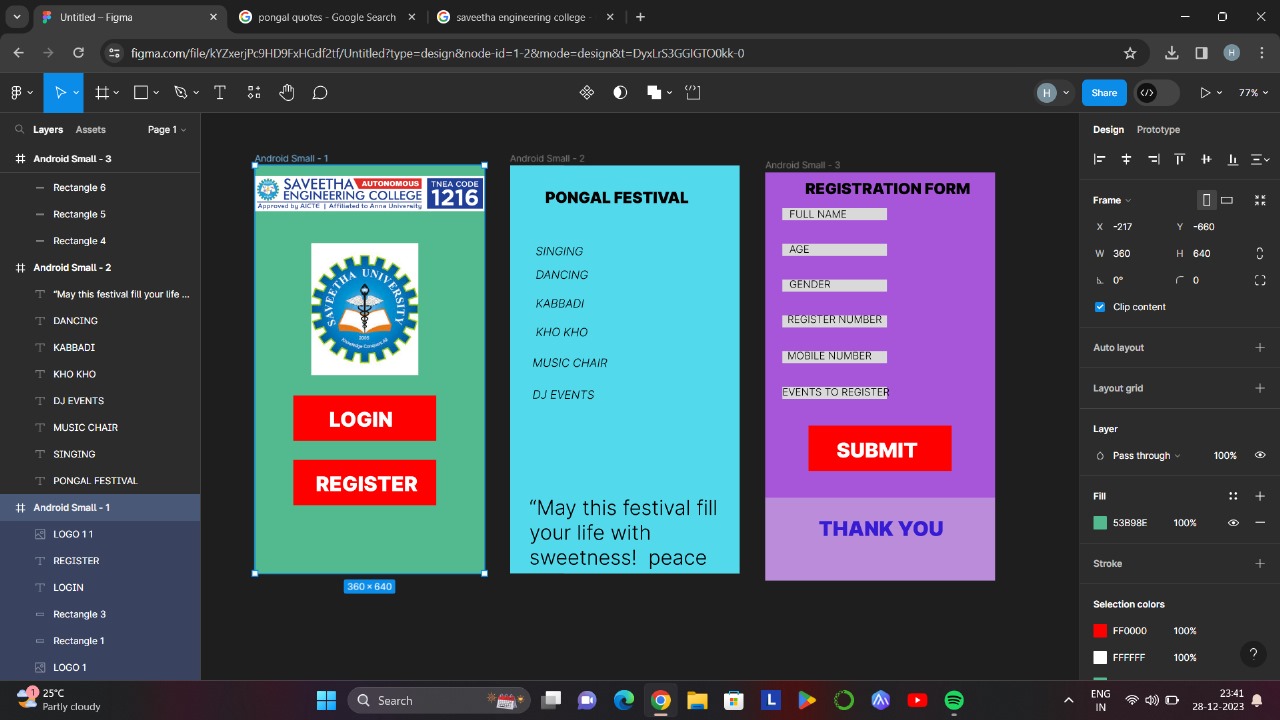 Untitled – Figma
pongal quotes - Google Search
saveetha engineering college -
figma.com/file/kYZxerjPc9HD9FxHGdf2tf/Untitled?type=design&node-id=1-2&mode=design&t=DyxLrS3GGIGTO0kk-0
H
H
Share
77%
Layers
Assets
Page 1
Android Small - 3
Rectangle 6
Rectangle 5
Rectangle 4
Android Small - 2
"May this festival fill your life ...
DANCING
KABBADI
KHO KHO
DJ EVENTS
MUSIC CHAIR
SINGING
PONGAL FESTIVAL
Android Small - 1
LOGO 1 1
REGISTER
LOGIN
Rectangle 3
Rectangle 1
LOGO 1
Android Small - 1
SAVEETHA AUTONOMOUS
ENGINEERING COLLEGE
Approved by AICTE | Affiliated to Anna University
TNEA CODE
1216
SAVEETHA UNIVERSITY
2005
Knowledge Conquers All
LOGIN
REGISTER
360 × 640
Android Small - 2
PONGAL FESTIVAL
SINGING
DANCING
KABBADI
KHO KHO
MUSIC CHAIR
DJ EVENTS
“May this festival fill
your life with
sweetness!  peace
Android Small - 3
REGISTRATION FORM
FULL NAME
AGE
GENDER
REGISTER NUMBER
MOBILE NUMBER
EVENTS TO REGISTER
SUBMIT
THANK YOU
Design
Prototype
Frame
X -217
Y -660
W 360
H 640
0°
0
Clip content
Auto layout
Layout grid
Layer
Pass through
100%
Fill
53B98E 100%
Stroke
Selection colors
FF0000 100%
FFFFFF 100%
?
1
25°C
Partly cloudy
Search
L
ENG
IN
23:41
28-12-2023